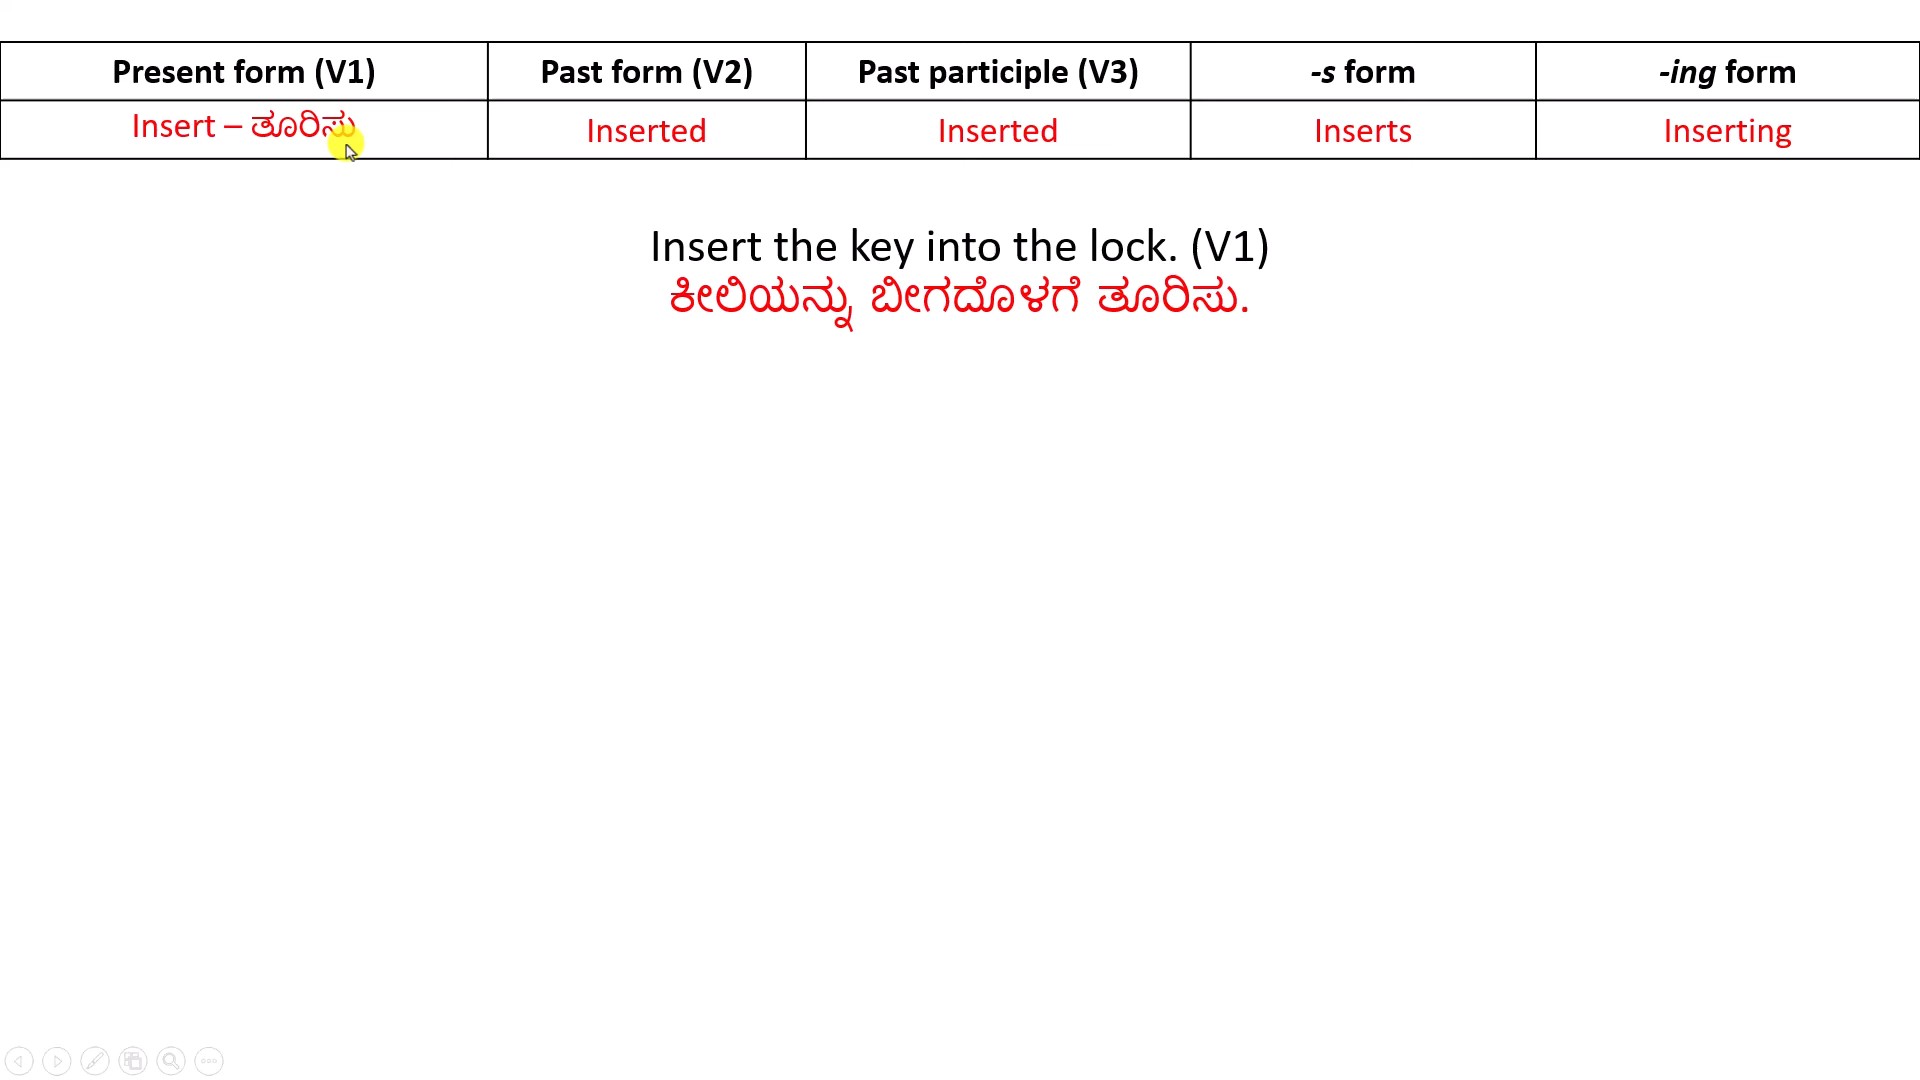 Present form (V1) Past form (V2) Past participle (V3) -s form -ing form
Insert – ತೂರಿಸು Inserted Inserted Inserts Inserting
Insert the key into the lock. (V1)
ಕೀಲಿಯನ್ನು ಬೀಗದೊಳಗೆ ತೂರಿಸು.